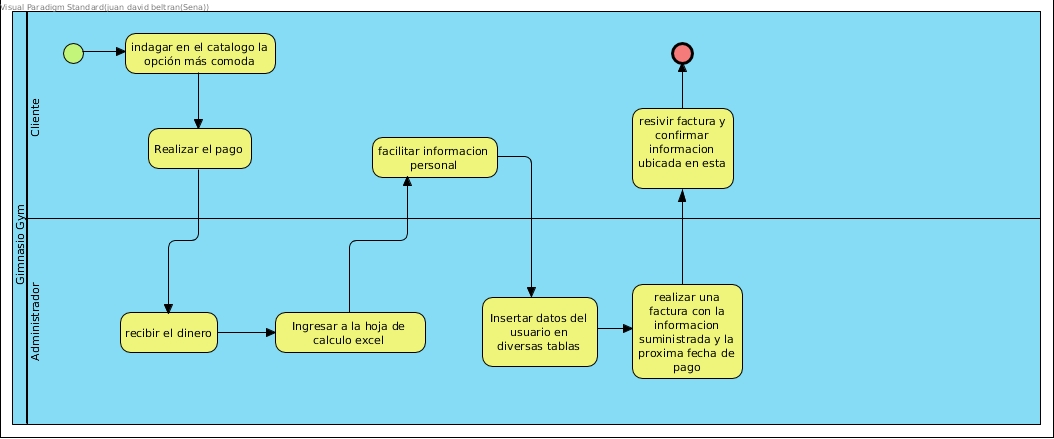 Visual Paradigm Standard(juan david beltran(Sena))
Gimnasio Gym
Cliente
indagar en el catalogo la
opción más comoda
Realizar el pago
facilitar informacion
personal
resivir factura y
confirmar
informacion
ubicada en esta
Administrador
recibir el dinero
Ingresar a la hoja de
calculo excel
Insertar datos del
usuario en
diversas tablas
realizar una
factura con la
informacion
suministrada y la
proxima fecha de
pago